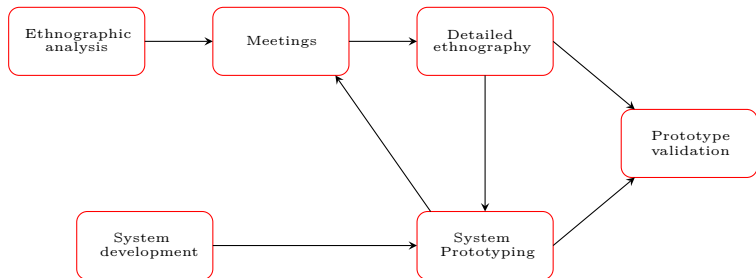 Ethnographic
analysis
Meetings
Detailed
ethnography
Prototype
validation
System
development
System
Prototyping